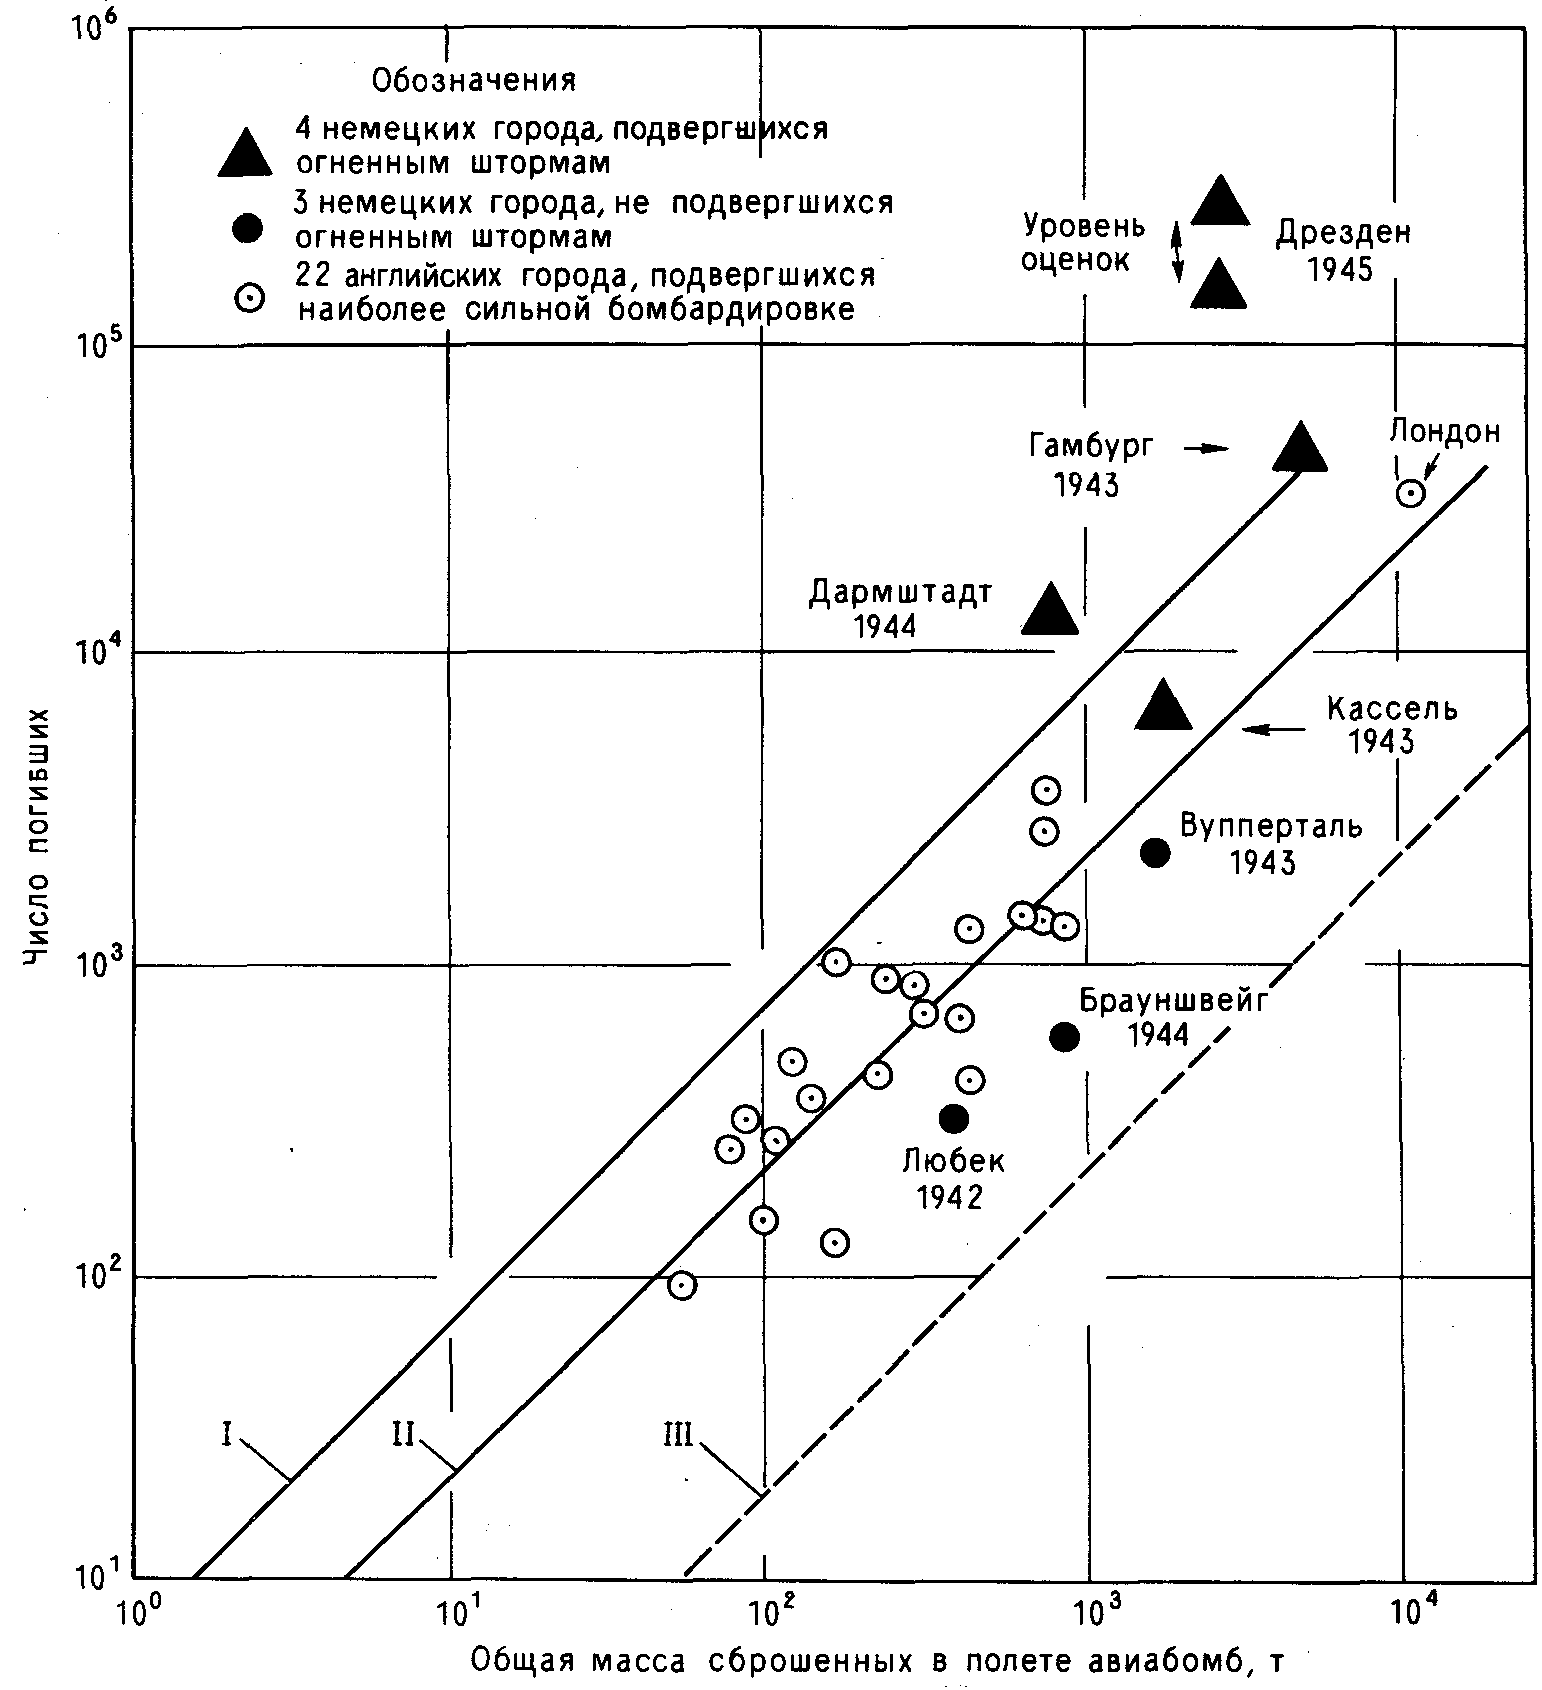 10⁶
Обозначения
4 немецких города, подвергшихся
огненным штормам
3 немецких города, не подвергшихся
огненным штормам
22 английских города, подвергшихся
наиболее сильной бомбардировке
Уровень
оценок
Дрезден
1945
10⁵
Гамбург
1943
Лондон
Дармштадт
1944
10⁴
Кассель
1943
Вупперталь
1943
Число погибших
10³
Брауншвейг
1944
Любек
1942
10²
I
II
III
10¹
10⁰
10¹
10²
10³
10⁴
Общая масса сброшенных в полете авиабомб, т